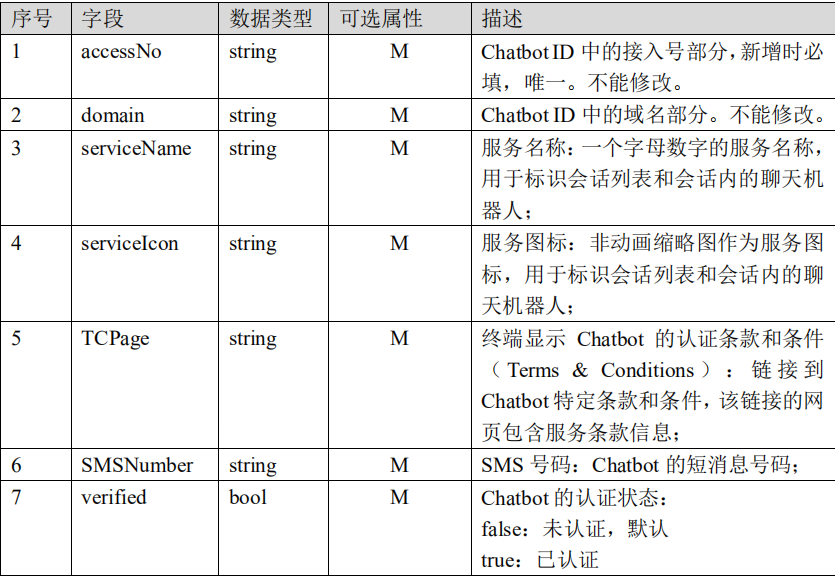 序号 字段 数据类型 可选属性 描述
1 accessNo string M Chatbot ID 中的接入号部分，新增时必
填，唯一。不能修改。
2 domain string M Chatbot ID 中的域名部分。不能修改。
3 serviceName string M 服务名称：一个字母数字的服务名称，
用于标识会话列表和会话内的聊天机
器人；
4 serviceIcon string M 服务图标：非动画缩略图作为服务图
标，用于标识会话列表和会话内的聊
天机器人；
5 TCPage string M 终端显示 Chatbot 的认证条款和条件
（Terms & Conditions）：链接到
Chatbot 特定条款和条件，该链接的网
页包含服务条款信息；
6 SMSNumber string M SMS 号码：Chatbot 的短消息号码；
7 verified bool M Chatbot 的认证状态：
false：未认证，默认
true：已认证